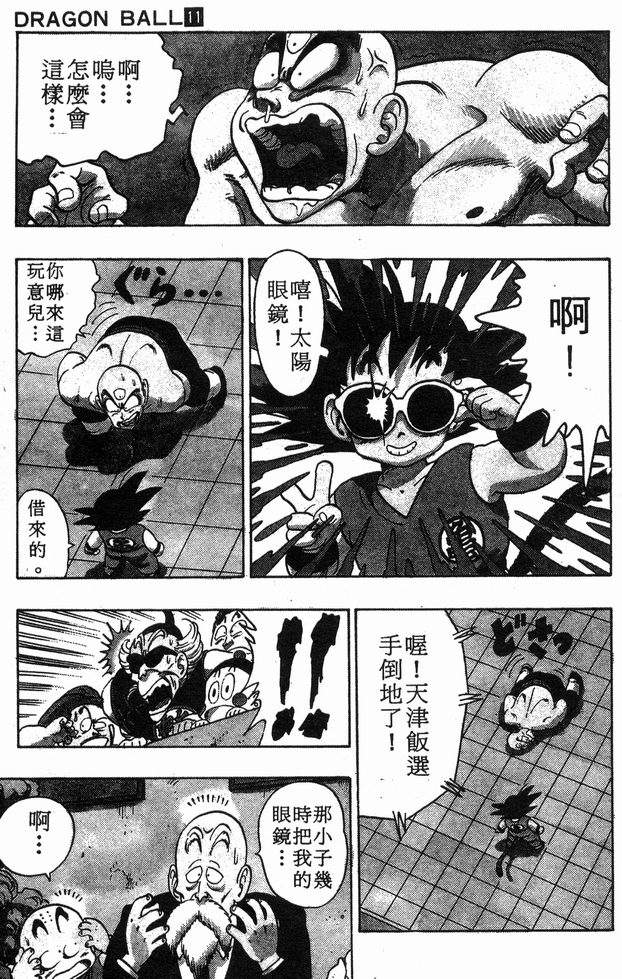 DRAGON BALL 11
啊…
嗚…
怎麼會
這樣…
啊！
嘻！太陽
眼鏡！
ぐら…
你哪來這
玩意兒…
借來的。
どさっ
喔！天津飯選
手倒地了！
！！
那小子幾
時把我的
眼鏡…
啊…